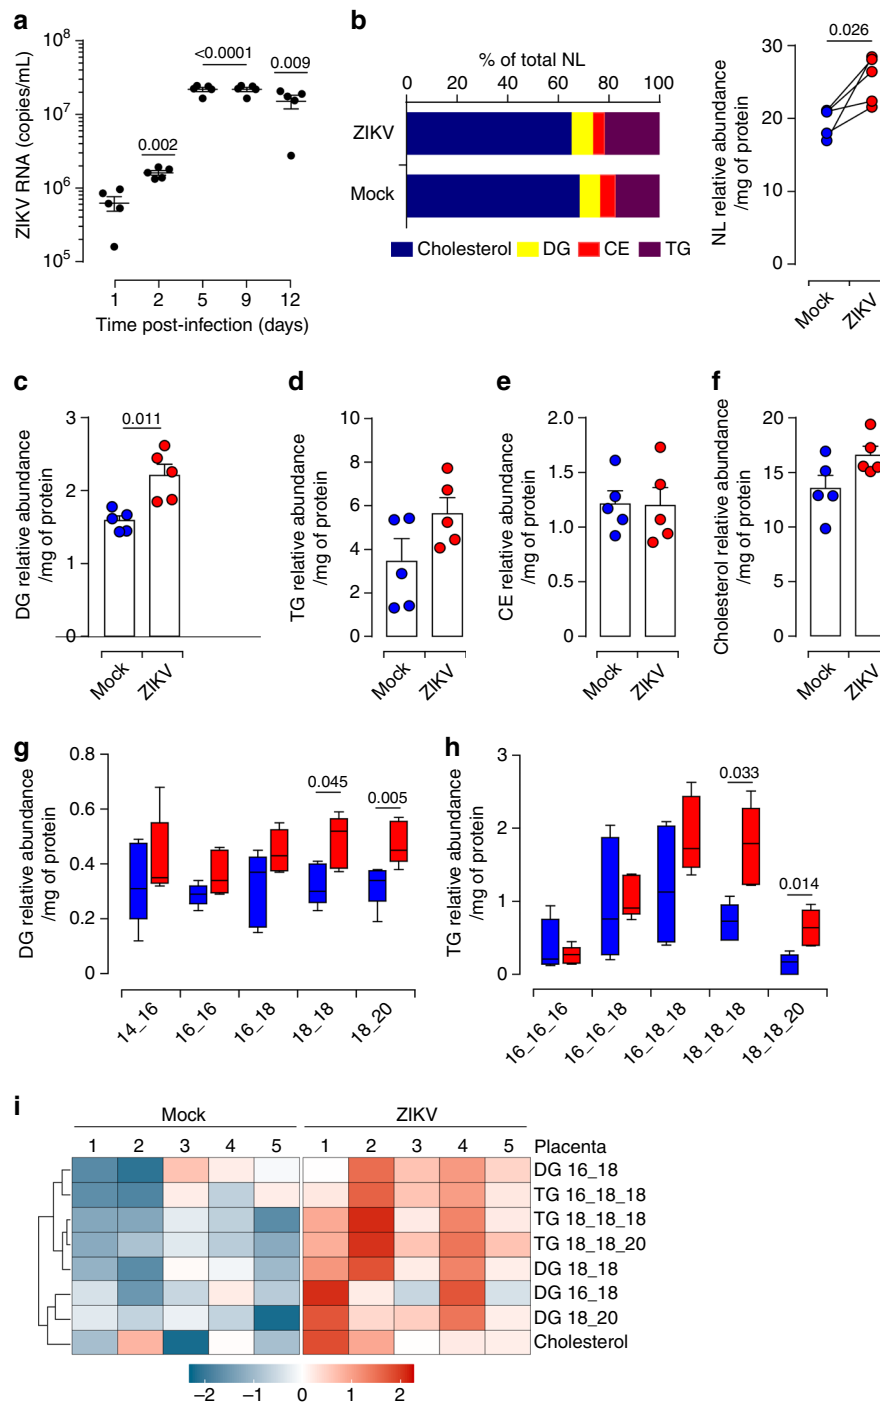 a
ZIKV RNA (copies/mL)
10^8
10^7
10^6
10^5
<0.0001
0.009
0.002
1 2 5 9 12
Time post-infection (days)
b
% of total NL
0 20 40 60 80 100
ZIKV
Mock
Cholesterol DG CE TG
NL relative abundance
/mg of protein
30
20
10
0
0.026
Mock ZIKV
c
DG relative abundance
/mg of protein
3
2
1
0
0.011
Mock ZIKV
d
TG relative abundance
/mg of protein
10
8
6
4
2
0
Mock ZIKV
e
CE relative abundance
/mg of protein
2.0
1.5
1.0
0.5
0
Mock ZIKV
f
Cholesterol relative abundance
/mg of protein
20
15
10
5
0
Mock ZIKV
g
DG relative abundance
/mg of protein
0.8
0.6
0.4
0.2
0
0.045
0.005
14_16 16_16 16_18 18_18 18_20
h
TG relative abundance
/mg of protein
3
2
1
0
0.033
0.014
16_16_16 16_16_18 16_18_18 18_18_18 18_18_20
i
Mock ZIKV
1 2 3 4 5 1 2 3 4 5 Placenta
DG 16_18
TG 16_18_18
TG 18_18_18
TG 18_18_20
DG 18_18
DG 16_18
DG 18_20
Cholesterol
−2 −1 0 1 2